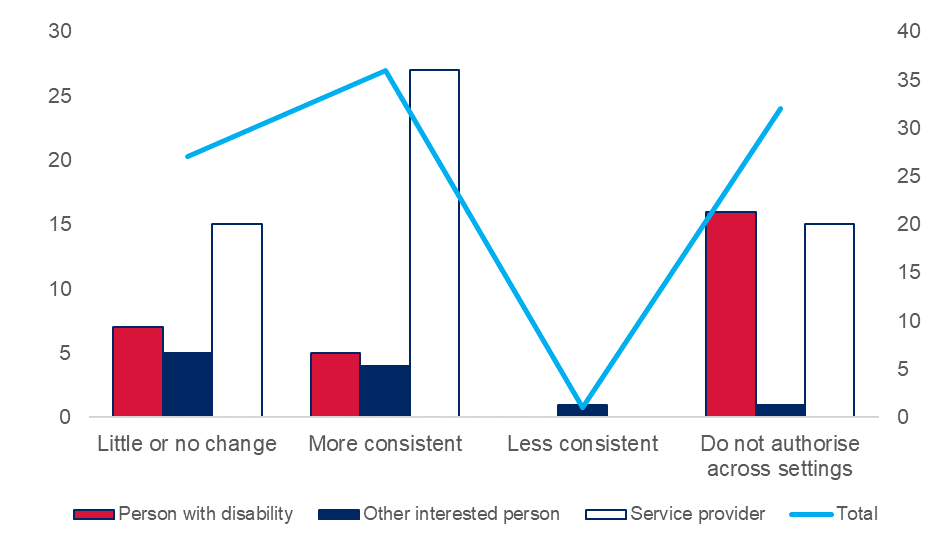 30
25
20
15
10
5
0
40
35
30
25
20
15
10
5
0
Little or no change
More consistent
Less consistent
Do not authorise
across settings
Person with disability
Other interested person
Service provider
Total